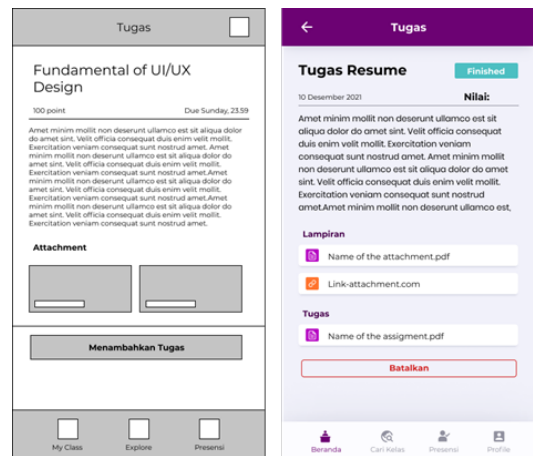 Tugas
Fundamental of UI/UX
Design
100 point
Due Sunday, 23.59
Amet minim mollit non deserunt ullamco est sit aliqua dolor
do amet sint. Velit officia consequat duis enim velit mollit.
Exercitation veniam consequat sunt nostrud amet.Amet
minim mollit non deserunt ullamco est sit aliqua dolor do
amet sint. Velit officia consequat duis enim velit mollit.
Exercitation veniam consequat sunt nostrud amet.Amet
minim mollit non deserunt ullamco est sit aliqua dolor do
amet sint. Velit officia consequat duis enim velit mollit.
Exercitation veniam consequat sunt nostrud amet.Amet
minim mollit non deserunt ullamco est sit aliqua dolor do
amet sint. Velit officia consequat duis enim velit mollit.
Exercitation veniam consequat sunt nostrud amet.
Attachment
Menambahkan Tugas
My Class
Explore
Presensi
Tugas
Tugas Resume
Finished
10 Desember 2021
Nilai:
Amet minim mollit non deserunt ullamco est sit
aliqua dolor do amet sint. Velit officia consequat
duis enim velit mollit. Exercitation veniam
consequat sunt nostrud amet. Amet minim mollit
non deserunt ullamco est sit aliqua dolor do amet
sint. Velit officia consequat duis enim velit mollit.
Exercitation veniam consequat sunt nostrud
amet.Amet minim mollit non deserunt ullamco est,
Lampiran
Name of the attachment.pdf
Link-attachment.com
Tugas
Name of the assigment.pdf
Batalkan
Beranda
Cari Kelas
Presensi
Profile